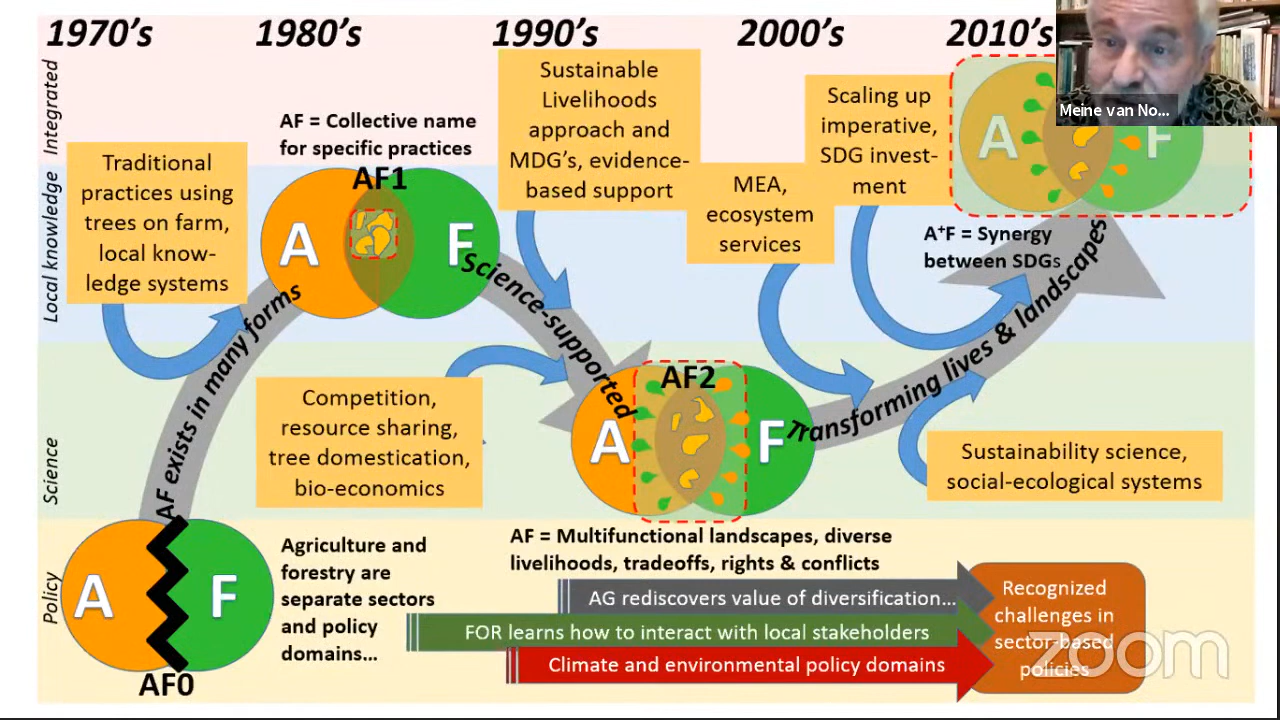 1970's 1980's 1990's 2000's 2010's
Integrated
Local knowledge
Science
Policy
Traditional
practices using
trees on farm,
local know-
ledge systems
AF = Collective name
for specific practices
AF1
A
F
Sustainable
Livelihoods
approach and
MDG's, evidence-
based support
MEA,
ecosystem
services
Scaling up
imperative,
SDG invest-
ment
A
F
Meine van No...
A⁺F = Synergy
between SDGs
AF exists in many forms
Science-supported
Transforming lives & landscapes
Competition,
resource sharing,
tree domestication,
bio-economics
AF2
A
F
Sustainability science,
social-ecological systems
A
F
AF0
Agriculture and
forestry are
separate sectors
and policy
domains...
AF = Multifunctional landscapes, diverse
livelihoods, tradeoffs, rights & conflicts
AG rediscovers value of diversification...
FOR learns how to interact with local stakeholders
Climate and environmental policy domains
Recognized
challenges in
sector-based
policies
zoom